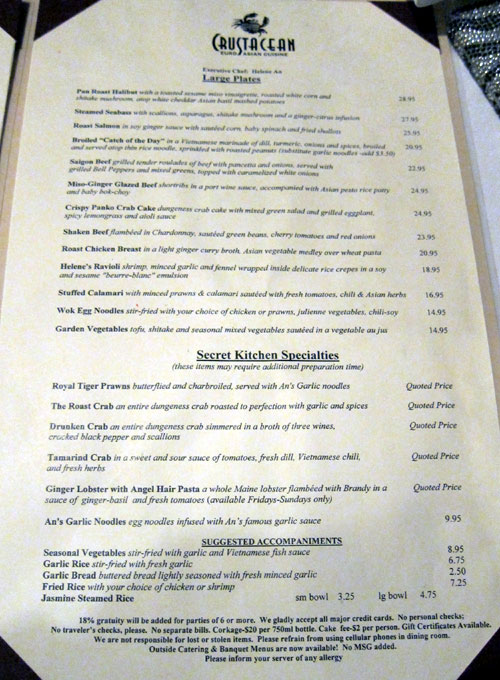 CRUSTACEAN
EURO ASIAN CUISINE
Executive Chef: Helene An
Large Plates
Pan Roast Halibut with a toasted sesame miso vinaigrette, roasted white corn and
shitake mushroom, atop white cheddar Asian basil mashed potatoes 28.95
Steamed Seabass with scallions, asparagus, shitake mushroom and a ginger-citrus infusion 27.95
Roast Salmon in soy ginger sauce with sautéed corn, baby spinach and fried shallots 25.95
Broiled "Catch of the Day" in a Vietnamese marinade of dill, turmeric, onions and spices, broiled
and served atop thin rice noodle, sprinkled with roasted peanuts (substitute garlic noodles -add $3.50) 20.95
Saigon Beef grilled tender roulades of beef with pancetta and onions, served with
grilled Bell Peppers and mixed greens, topped with caramelized white onions 22.95
Miso-Ginger Glazed Beef shortribs in a port wine sauce, accompanied with Asian pesto rice patty
and baby bok-choy 24.95
Crispy Panko Crab Cake dungeness crab cake with mixed green salad and grilled eggplant,
spicy lemongrass and aioli sauce 24.95
Shaken Beef flambéed in Chardonnay, sautéed green beans, cherry tomatoes and red onions 23.95
Roast Chicken Breast in a light ginger curry broth, Asian vegetable medley over wheat pasta 20.95
Helene's Ravioli shrimp, minced garlic and fennel wrapped inside delicate rice crepes in a soy
and sesame "beurre-blanc" emulsion 18.95
Stuffed Calamari with minced prawns & calamari sautéed with fresh tomatoes, chili & Asian herbs 16.95
Wok Egg Noodles stir-fried with your choice of chicken or prawns, julienne vegetables, chili-soy 14.95
Garden Vegetables tofu, shitake and seasonal mixed vegetables sautéed in a vegetable au jus 14.95
Secret Kitchen Specialties
(these items may require additional preparation time)
Royal Tiger Prawns butterflied and charbroiled, served with An's Garlic noodles Quoted Price
The Roast Crab an entire dungeness crab roasted to perfection with garlic and spices Quoted Price
Drunken Crab an entire dungeness crab simmered in a broth of three wines, Quoted Price
cracked black pepper and scallions
Tamarind Crab in a sweet and sour sauce of tomatoes, fresh dill, Vietnamese chili, Quoted Price
and fresh herbs
Ginger Lobster with Angel Hair Pasta a whole Maine lobster flambéed with Brandy in a Quoted Price
sauce of ginger-basil and fresh tomatoes (available Fridays-Sundays only)
An's Garlic Noodles egg noodles infused with An's famous garlic sauce 9.95
SUGGESTED ACCOMPANIMENTS
Seasonal Vegetables stir-fried with garlic and Vietnamese fish sauce 8.95
Garlic Rice stir-fried with fresh garlic 6.75
Garlic Bread buttered bread lightly seasoned with fresh minced garlic 2.50
Fried Rice with your choice of chicken or shrimp 7.25
Jasmine Steamed Rice sm bowl 3.25 lg bowl 4.75
18% gratuity will be added for parties of 6 or more. We gladly accept all major credit cards. No personal checks;
No traveler's checks, please. No separate bills. Corkage-$20 per 750ml bottle. Cake fee-$2 per person. Gift Certificates Available.
We are not responsible for lost or stolen items. Please refrain from using cellular phones in dining room.
Outside Catering & Banquet Menus are now available! No MSG added.
Please inform your server of any allergy